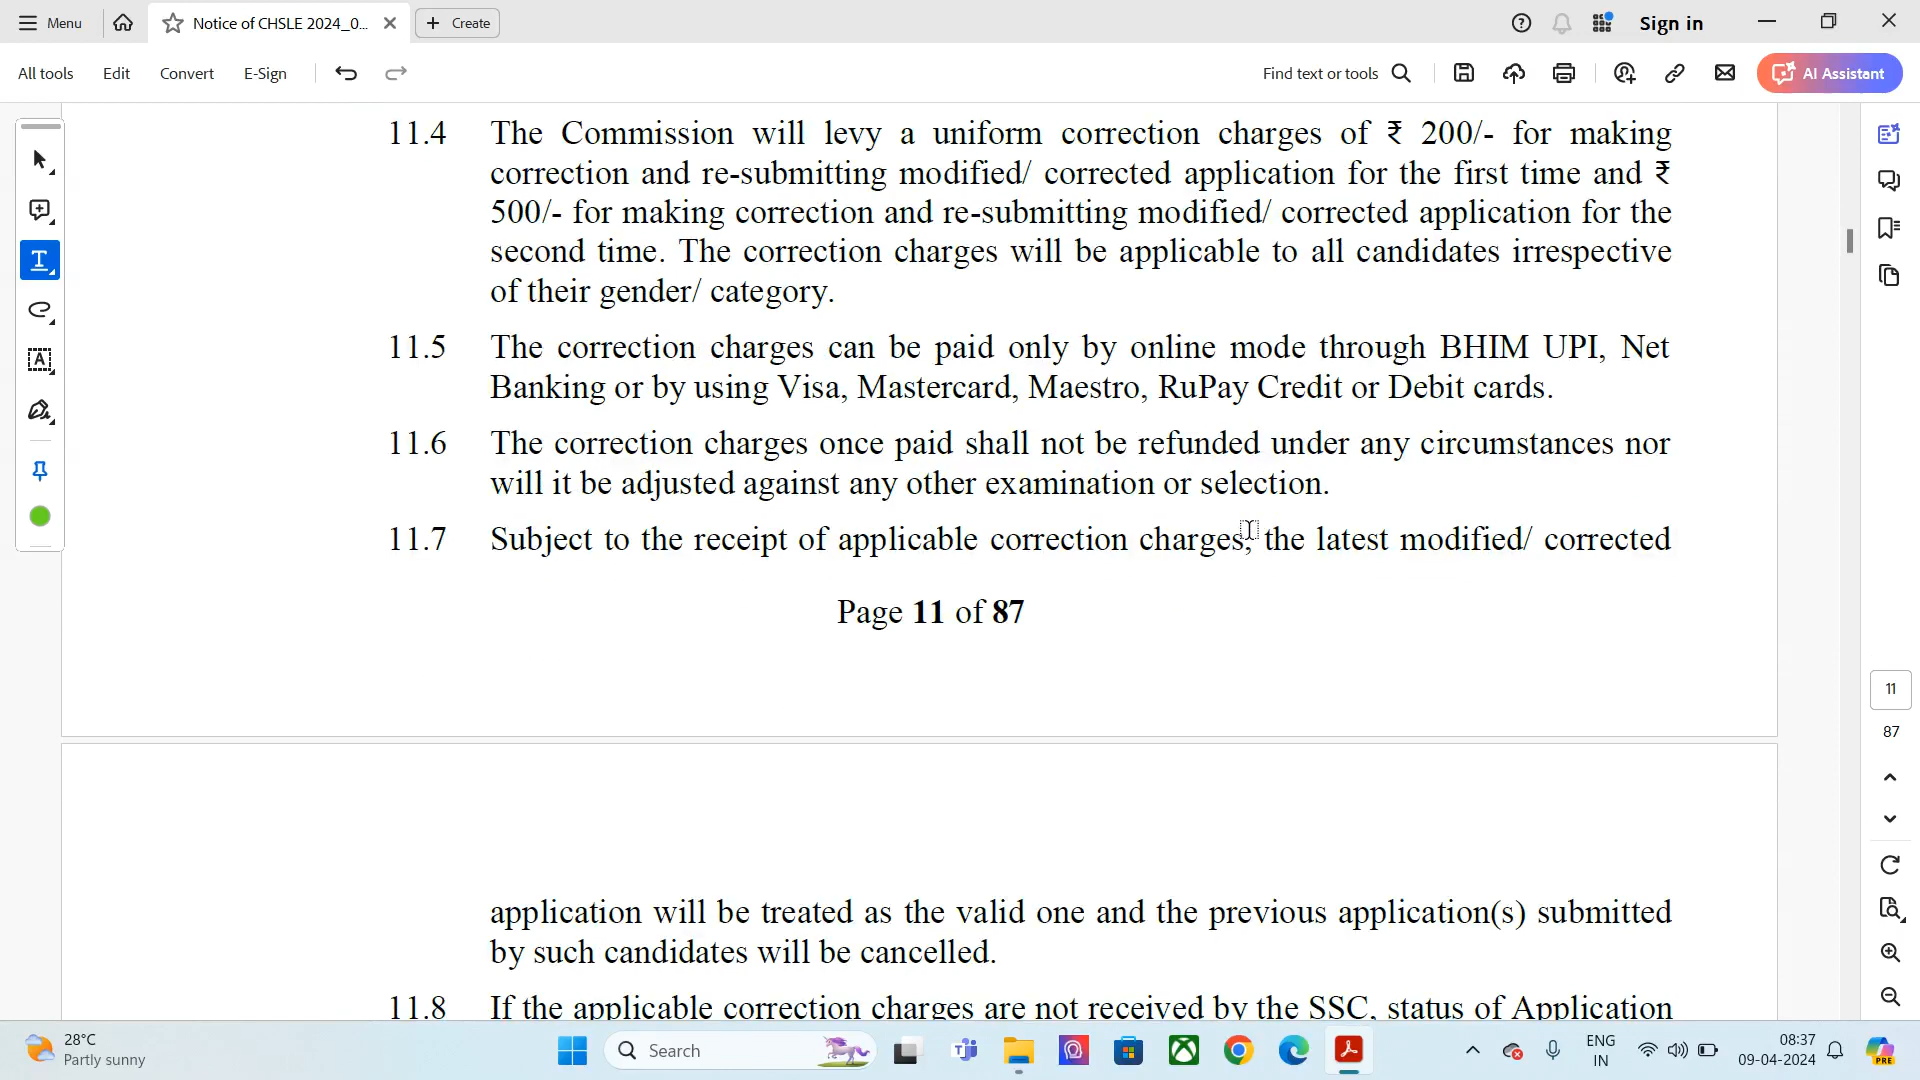 Menu
Notice of CHSLE 2024_0...
Create
Sign in
All tools
Edit
Convert
E-Sign
Find text or tools
AI Assistant
11.4 The Commission will levy a uniform correction charges of ₹ 200/- for making
correction and re-submitting modified/ corrected application for the first time and ₹
500/- for making correction and re-submitting modified/ corrected application for the
second time. The correction charges will be applicable to all candidates irrespective
of their gender/ category.
11.5 The correction charges can be paid only by online mode through BHIM UPI, Net
Banking or by using Visa, Mastercard, Maestro, RuPay Credit or Debit cards.
11.6 The correction charges once paid shall not be refunded under any circumstances nor
will it be adjusted against any other examination or selection.
11.7 Subject to the receipt of applicable correction charges, the latest modified/ corrected
Page 11 of 87
11
87
application will be treated as the valid one and the previous application(s) submitted
by such candidates will be cancelled.
11.8 If the applicable correction charges are not received by the SSC, status of Application
28°C
Partly sunny
Search
ENG
IN
08:37
09-04-2024
PRE